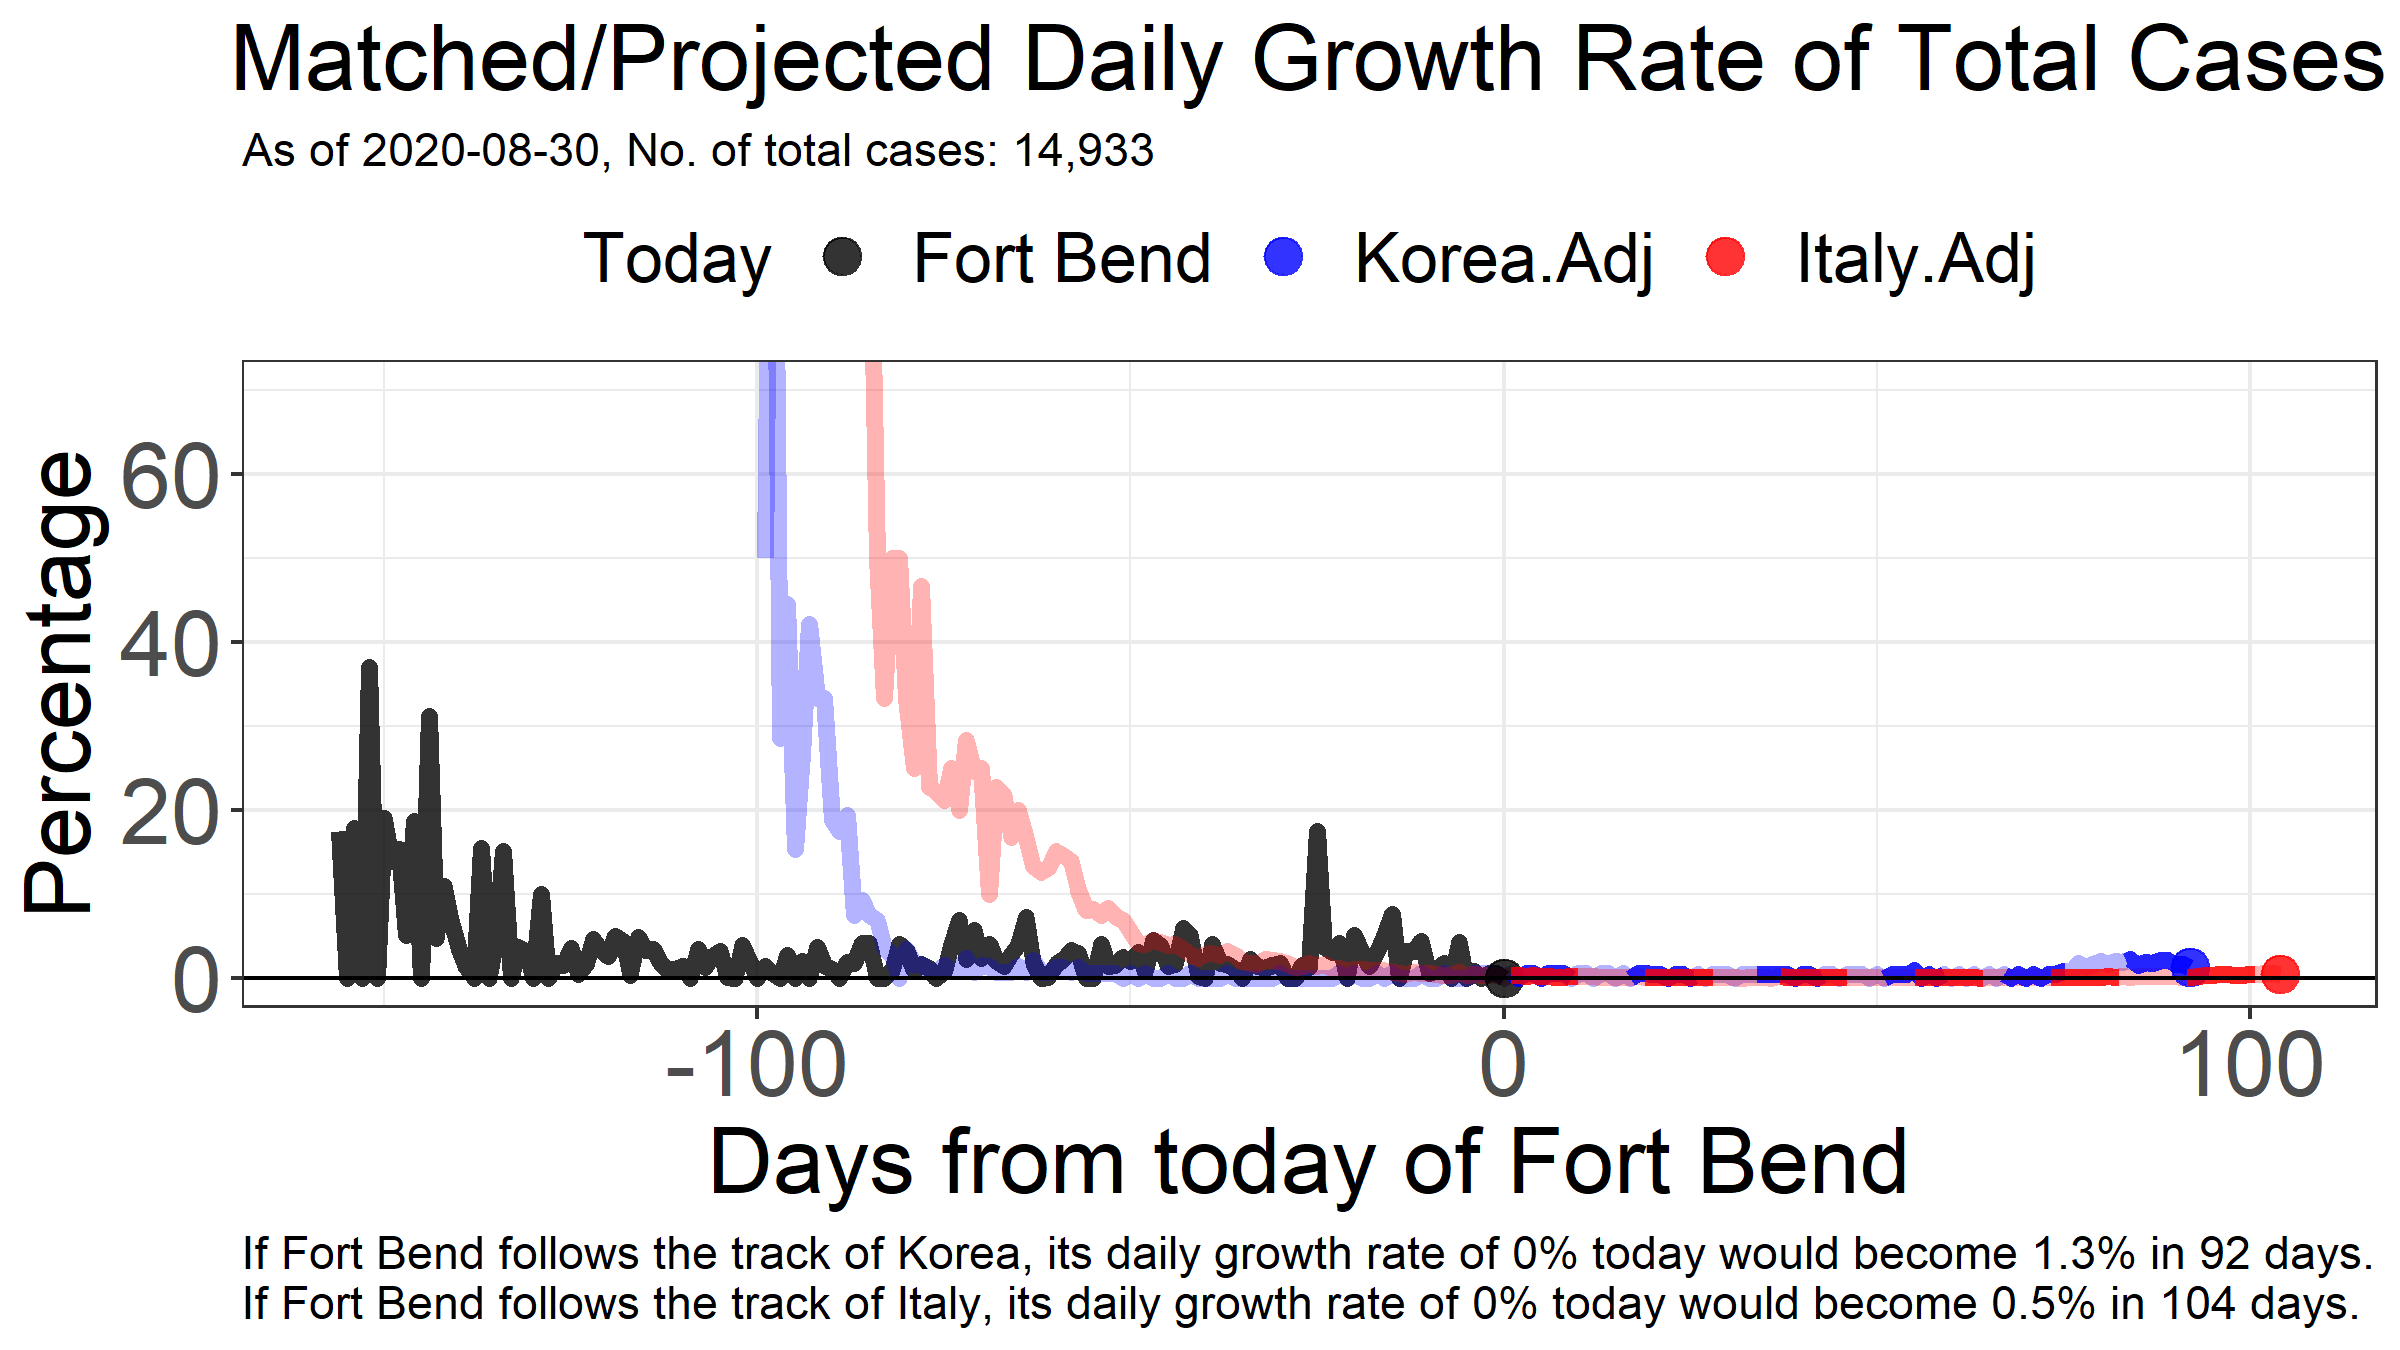 Matched/Projected Daily Growth Rate of Total Cases
As of 2020-08-30, No. of total cases: 14,933
Today Fort Bend Korea.Adj Italy.Adj
Percentage
60
40
20
0
-100 0 100
Days from today of Fort Bend
If Fort Bend follows the track of Korea, its daily growth rate of 0% today would become 1.3% in 92 days.
If Fort Bend follows the track of Italy, its daily growth rate of 0% today would become 0.5% in 104 days.